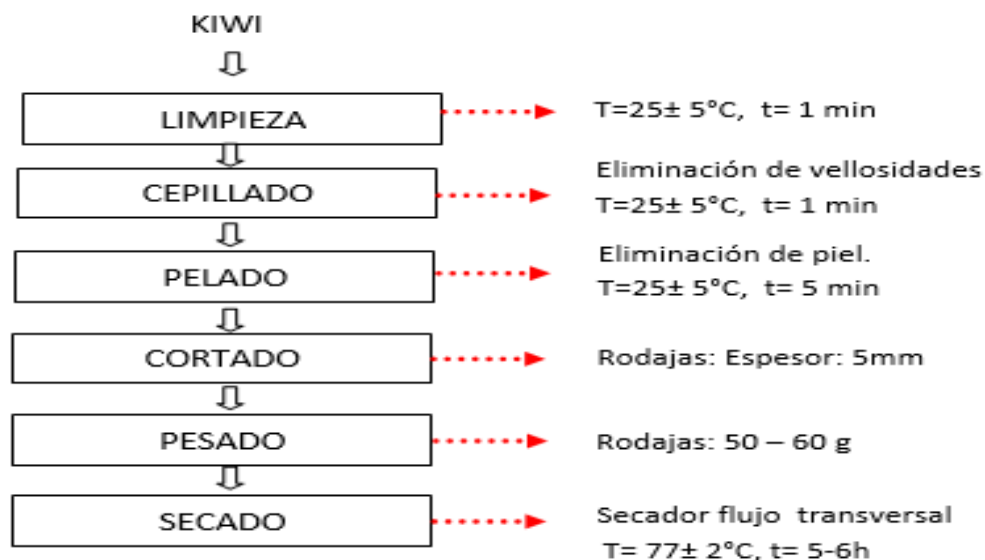 KIWI
LIMPIEZA
T=25± 5°C, t= 1 min
CEPILLADO
Eliminación de vellosidades
T=25± 5°C, t= 1 min
PELADO
Eliminación de piel.
T=25± 5°C, t= 5 min
CORTADO
Rodajas: Espesor: 5mm
PESADO
Rodajas: 50 – 60 g
SECADO
Secador flujo transversal
T= 77± 2°C, t= 5-6h